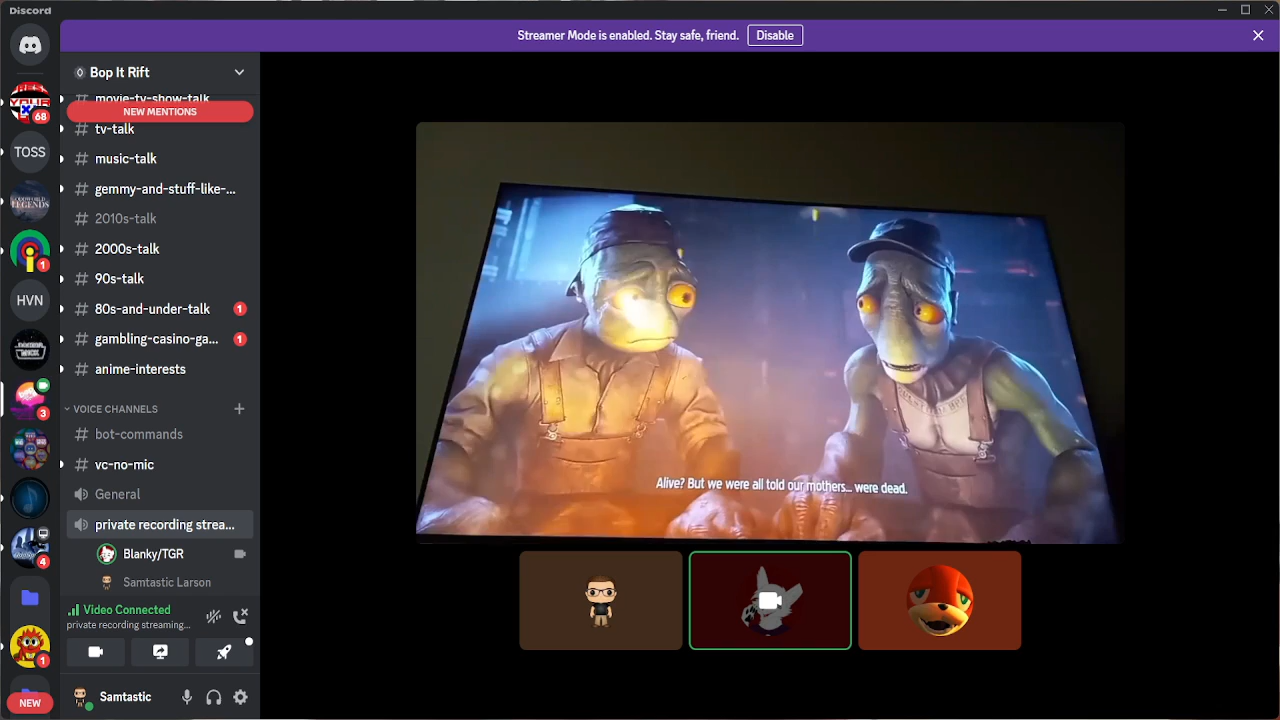 Discord
Streamer Mode is enabled. Stay safe, friend.
Disable
Bop It Rift
movie-tv-show-talk
NEW MENTIONS
tv-talk
music-talk
gemmy-and-stuff-like-...
2010s-talk
2000s-talk
90s-talk
80s-and-under-talk
1
gambling-casino-ga...
1
anime-interests
VOICE CHANNELS
bot-commands
vc-no-mic
General
private recording strea...
Blanky/TGR
Samtastic Larson
Video Connected
private recording streaming...
Samtastic
68
TOSS
LEGENDS
1
HVN
3
4
1
NEW
Alive? But we were all told our mothers... were dead.